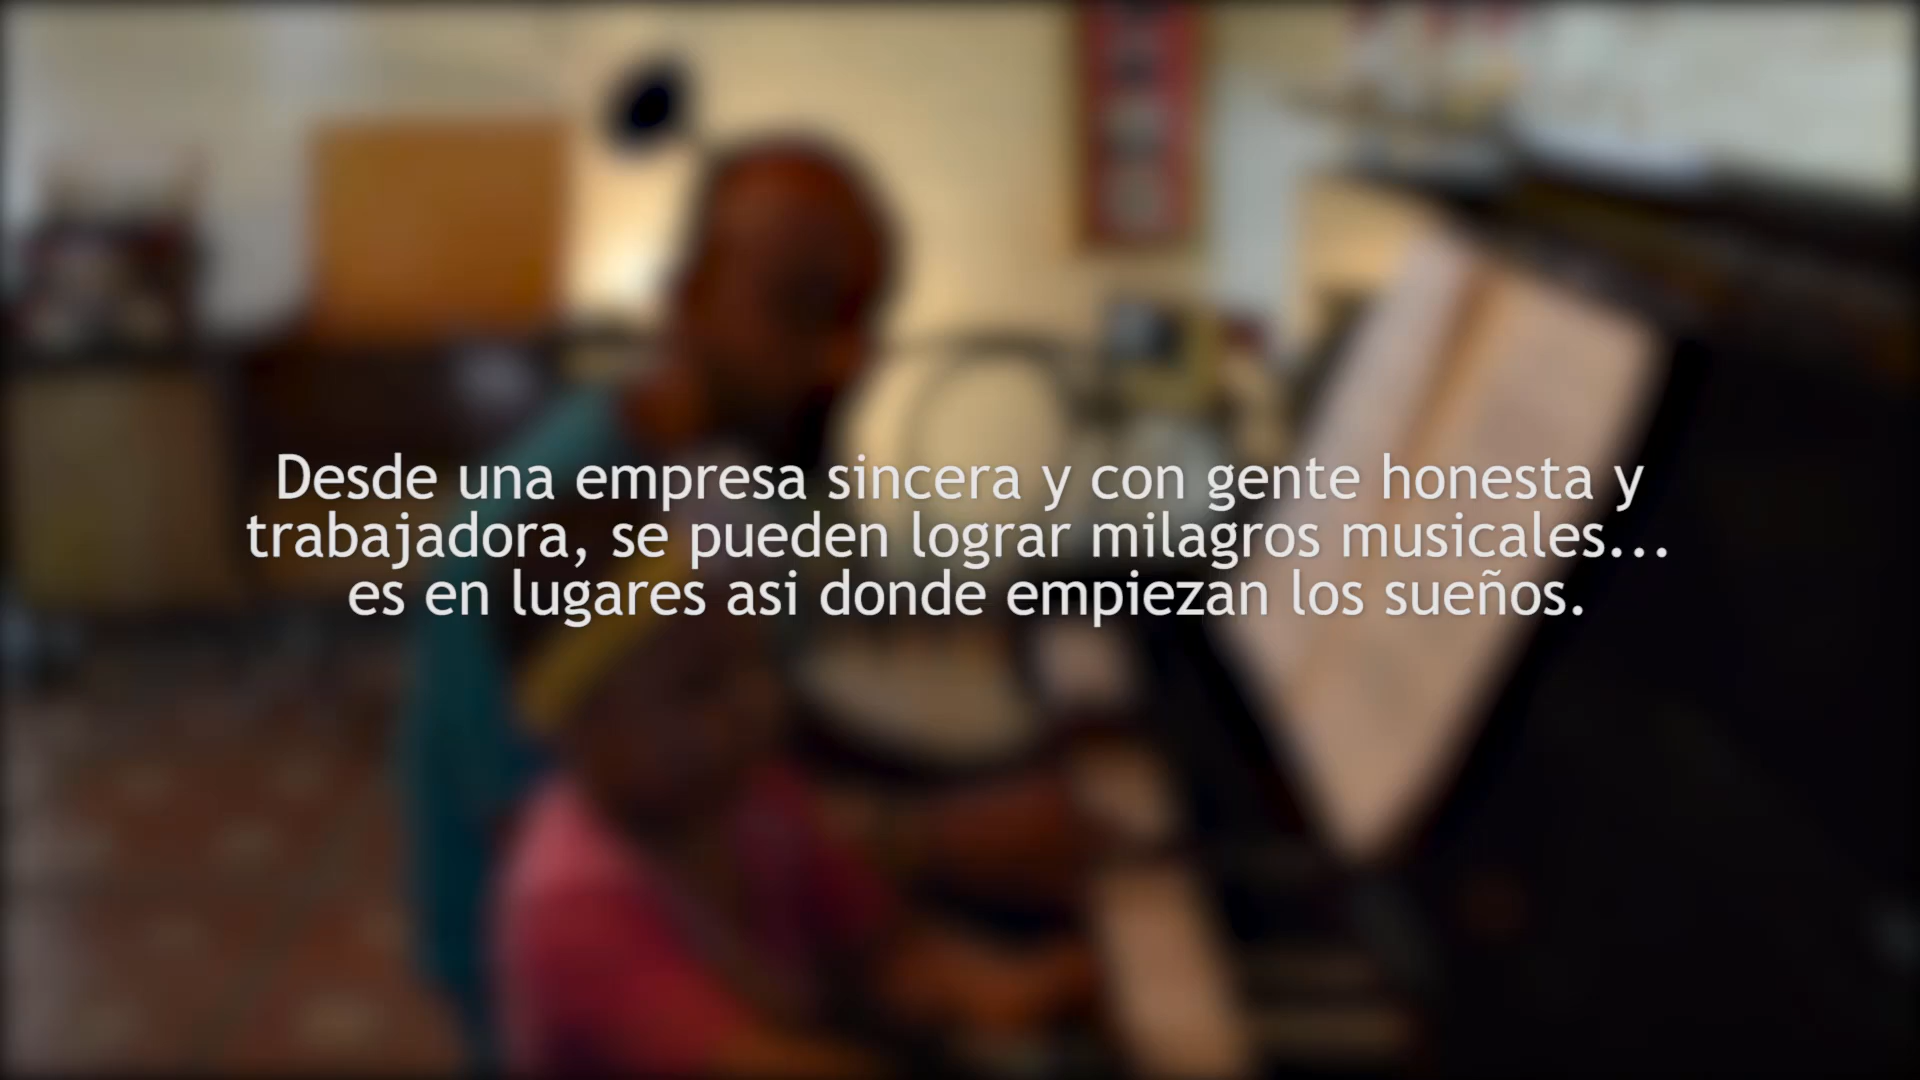 Desde una empresa sincera y con gente honesta y
trabajadora, se pueden lograr milagros musicales...
es en lugares asi donde empiezan los sueños.